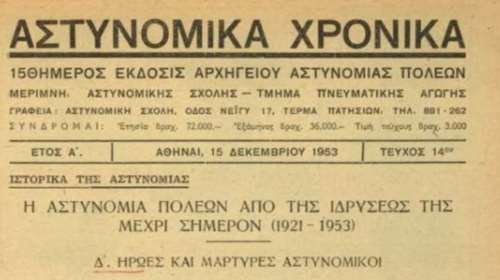 ΑΣΤΥΝΟΜΙΚΑ ΧΡΟΝΙΚΑ
15ΘΗΜΕΡΟΣ ΕΚΔΟΣΙΣ ΑΡΧΗΓΕΙΟΥ ΑΣΤΥΝΟΜΙΑΣ ΠΟΛΕΩΝ
ΜΕΡΙΜΝΗ: ΑΣΤΥΝΟΜΙΚΗΣ ΣΧΟΛΗΣ — ΤΜΗΜΑ ΠΝΕΥΜΑΤΙΚΗΣ ΑΓΩΓΗΣ
ΓΡΑΦΕΙΑ: ΑΣΤΥΝΟΜΙΚΗ ΣΧΟΛΗ, ΟΔΟΣ ΝΕΪΓΥ 17, ΤΕΡΜΑ ΠΑΤΗΣΙΩΝ, ΤΗΛ. 881-262
ΣΥΝΔΡΟΜΑΙ: Ἐτησία δραχ. 72.000.— Ἑξάμηνος δραχ. 36.000.— Τιμὴ τεύχους δραχ. 3.000
ΕΤΟΣ Α΄. ΑΘΗΝΑΙ, 15 ΔΕΚΕΜΒΡΙΟΥ 1953 ΤΕΥΧΟΣ 14ον
ΙΣΤΟΡΙΚΑ ΤΗΣ ΑΣΤΥΝΟΜΙΑΣ
Η ΑΣΤΥΝΟΜΙΑ ΠΟΛΕΩΝ ΑΠΟ ΤΗΣ ΙΔΡΥΣΕΩΣ ΤΗΣ
ΜΕΧΡΙ ΣΗΜΕΡΟΝ (1921 - 1953)
Δ΄. ΗΡΩΕΣ ΚΑΙ ΜΑΡΤΥΡΕΣ ΑΣΤΥΝΟΜΙΚΟΙ